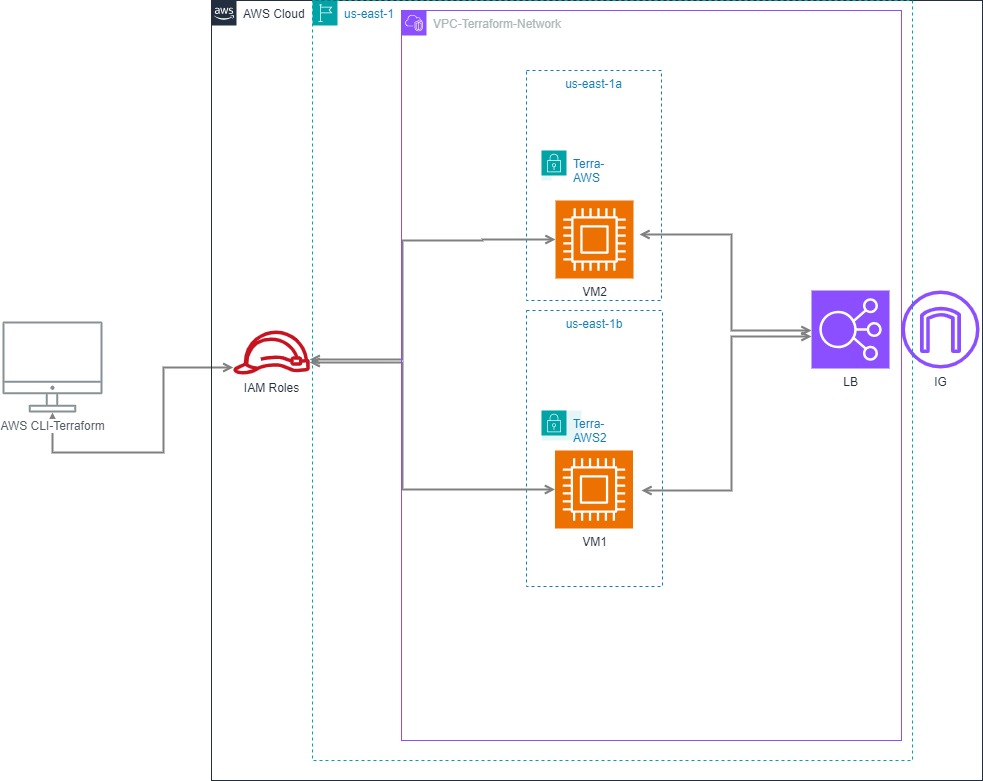 aws
AWS Cloud
us-east-1
VPC-Terraform-Network
us-east-1a
Terra-
AWS
VM2
us-east-1b
Terra-
AWS2
VM1
AWS CLI-Terraform
IAM Roles
LB
IG